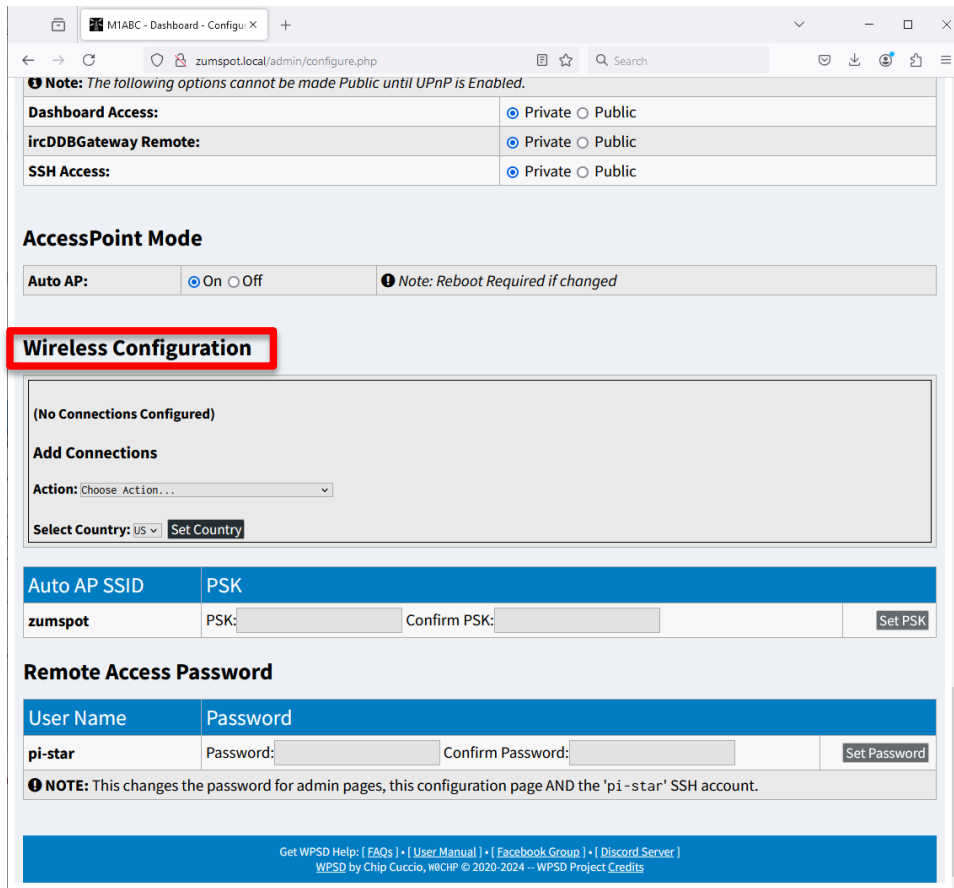 M1ABC - Dashboard - Configu
zumspot.local/admin/configure.php
Search
Note: The following options cannot be made Public until UPnP is Enabled.
Dashboard Access: Private Public
ircDDBGateway Remote: Private Public
SSH Access: Private Public
AccessPoint Mode
Auto AP: On Off Note: Reboot Required if changed
Wireless Configuration
(No Connections Configured)
Add Connections
Action: Choose Action...
Select Country: US Set Country
Auto AP SSID PSK
zumspot PSK: Confirm PSK: Set PSK
Remote Access Password
User Name Password
pi-star Password: Confirm Password: Set Password
NOTE: This changes the password for admin pages, this configuration page AND the 'pi-star' SSH account.
Get WPSD Help: [ FAQs ] • [ User Manual ] • [ Facebook Group ] • [ Discord Server ]
WPSD by Chip Cuccio, W0CHP © 2020-2024 -- WPSD Project Credits